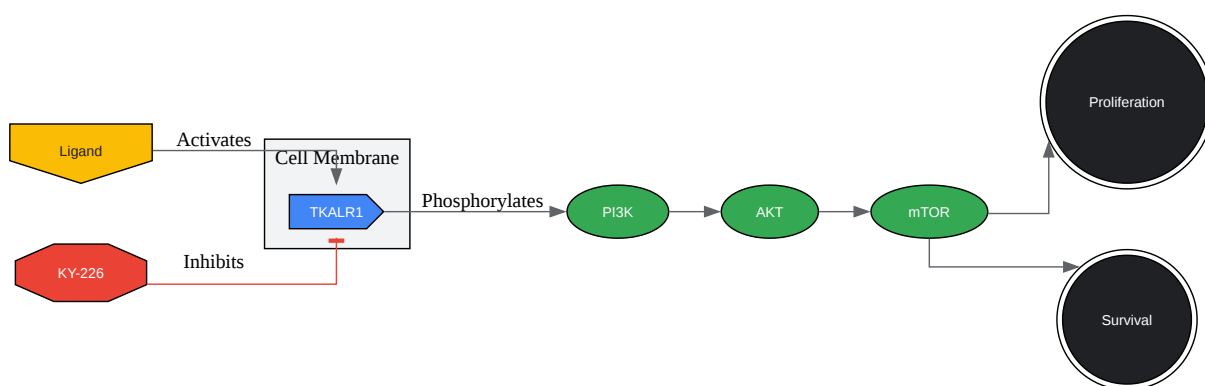 Ligand
Activates
Cell Membrane
TKALR1
Phosphorylates
PI3K
AKT
mTOR
Proliferation
KY-226
Inhibits
Survival